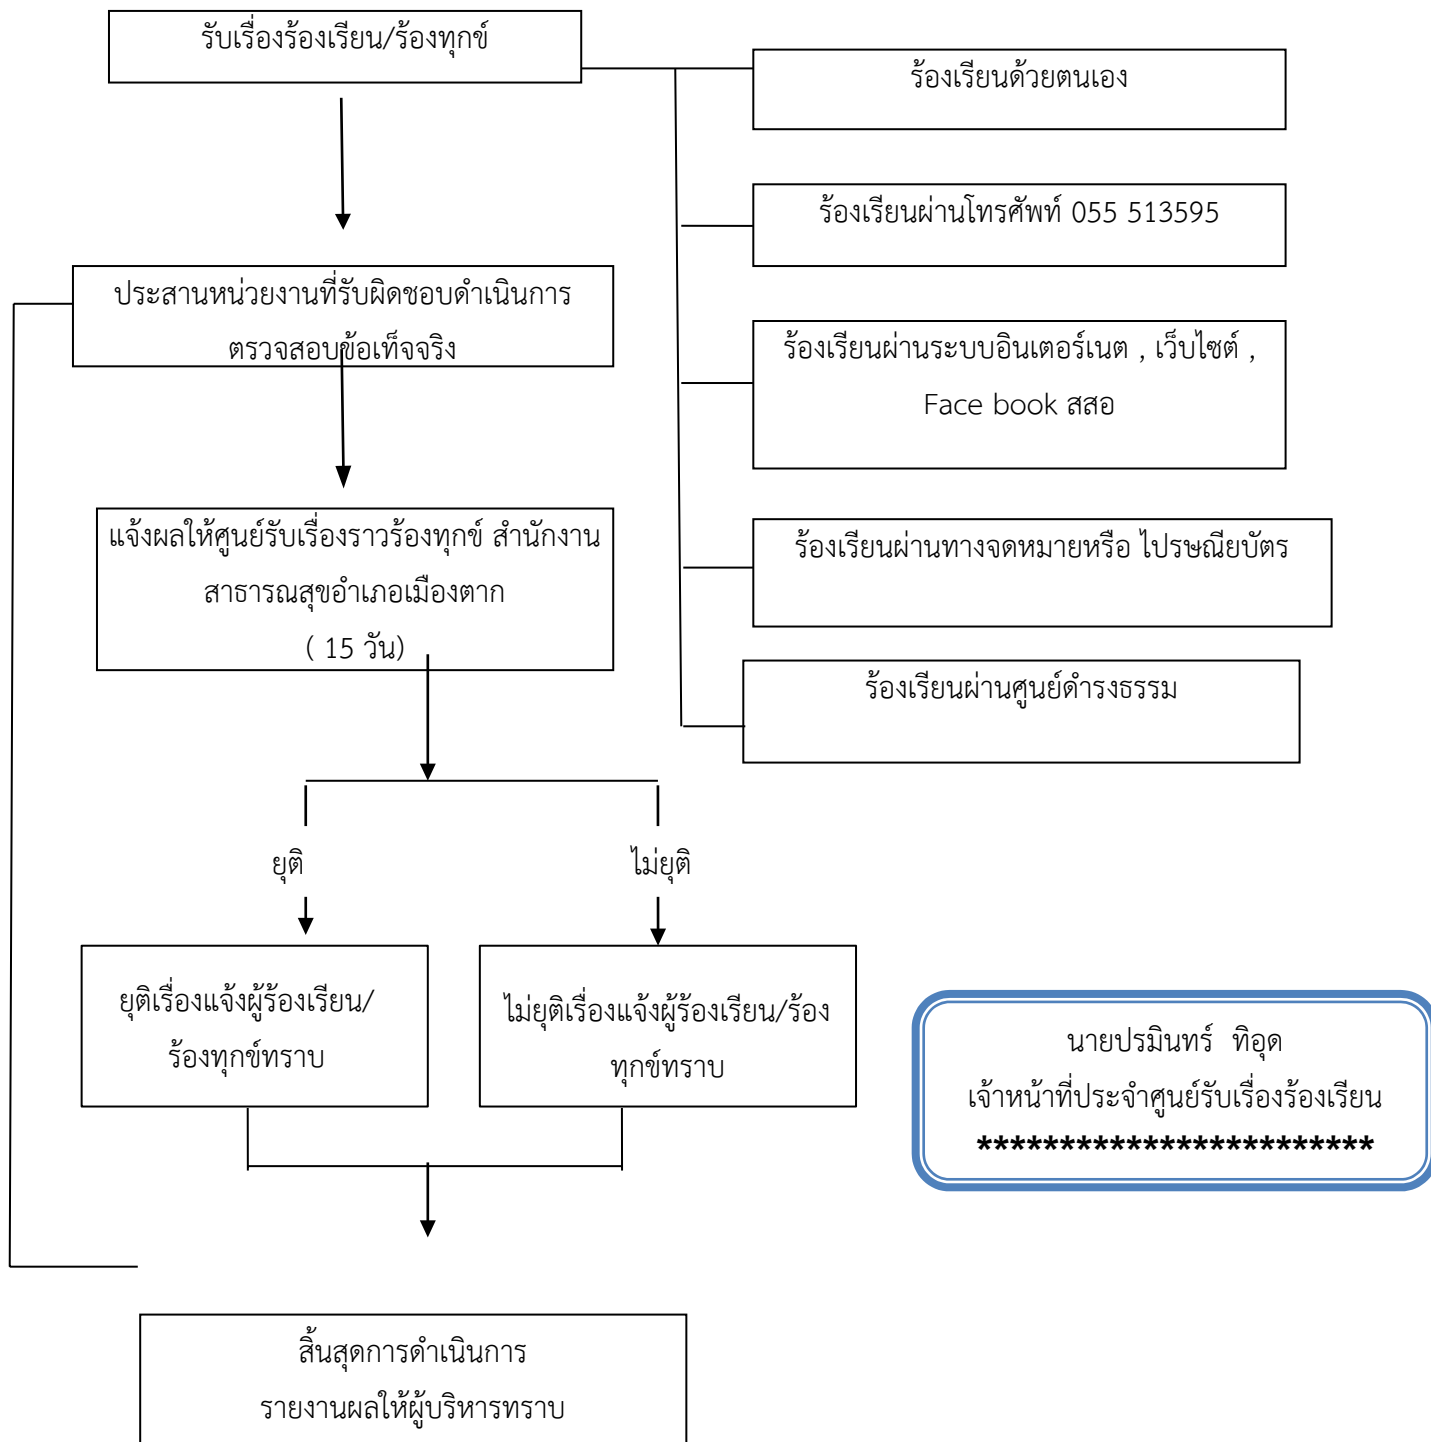 รับเรื่องร้องเรียน/ร้องทุกข์
ร้องเรียนด้วยตนเอง
ร้องเรียนผ่านโทรศัพท์ 055 513595
ประสานหน่วยงานที่รับผิดชอบดำเนินการ
ตรวจสอบข้อเท็จจริง
ร้องเรียนผ่านระบบอินเตอร์เนต , เว็บไซต์ ,
Face book สสอ
แจ้งผลให้ศูนย์รับเรื่องราวร้องทุกข์ สำนักงาน
สาธารณสุขอำเภอเมืองตาก
( 15 วัน)
ร้องเรียนผ่านทางจดหมายหรือ ไปรษณียบัตร
ร้องเรียนผ่านศูนย์ดำรงธรรม
ยุติ
ไม่ยุติ
ยุติเรื่องแจ้งผู้ร้องเรียน/
ร้องทุกข์ทราบ
ไม่ยุติเรื่องแจ้งผู้ร้องเรียน/ร้อง
ทุกข์ทราบ
นายปรมินทร์  ทิอุด
เจ้าหน้าที่ประจำศูนย์รับเรื่องร้องเรียน
************************
สิ้นสุดการดำเนินการ
รายงานผลให้ผู้บริหารทราบ